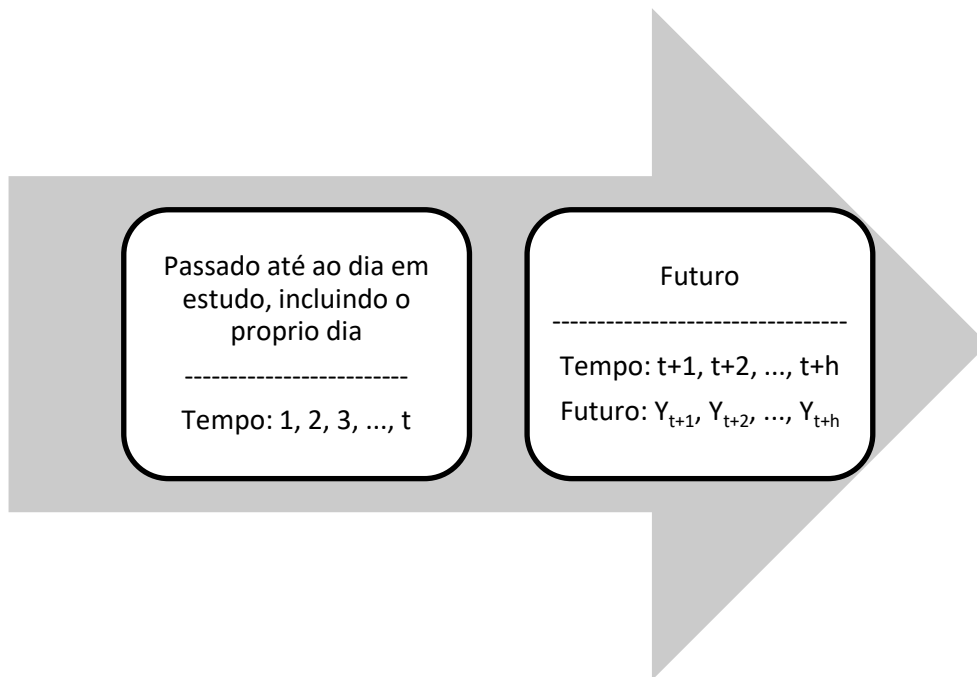 Passado até ao dia em
estudo, incluindo o
proprio dia
-------------------------
Tempo: 1, 2, 3, ..., t
Futuro
---------------------------------
Tempo: t+1, t+2, ..., t+h
Futuro: Yₜ₊₁, Yₜ₊₂, ..., Yₜ₊ₕ